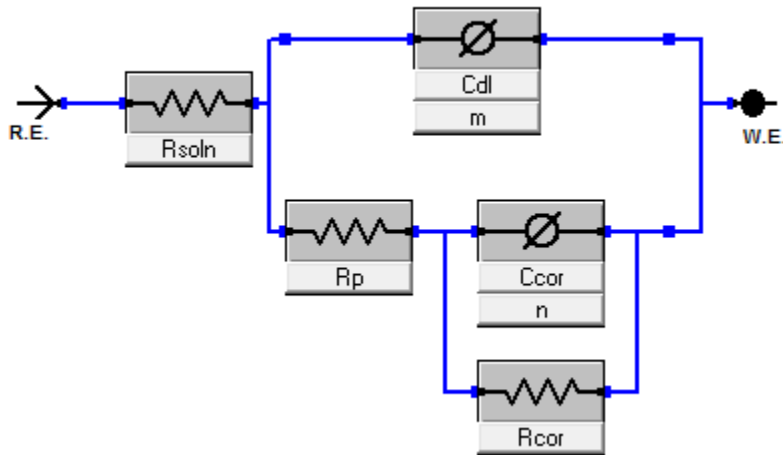 R.E.
Rsoln
Cdl
m
W.E.
Rp
Ccor
n
Rcor